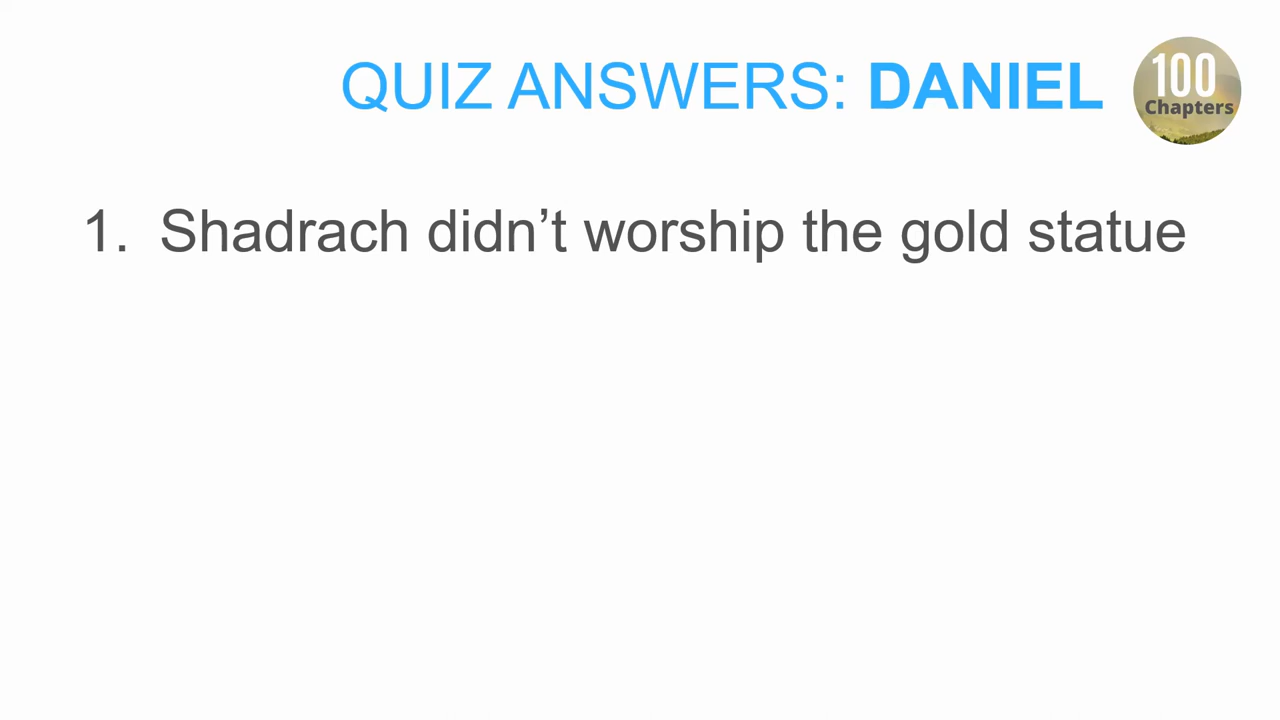 QUIZ ANSWERS: DANIEL
100
Chapters
1. Shadrach didn’t worship the gold statue